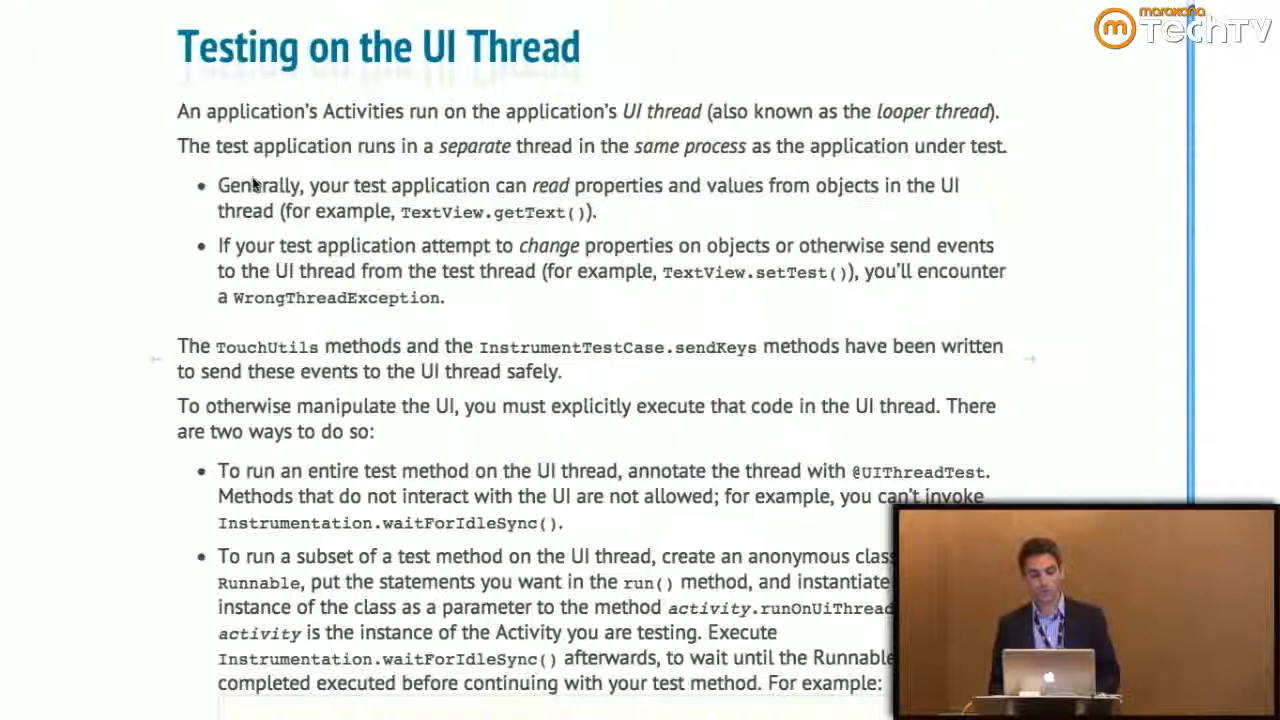 marakana
TechTV
Testing on the UI Thread
An application's Activities run on the application's UI thread (also known as the looper thread).
The test application runs in a separate thread in the same process as the application under test.
• Generally, your test application can read properties and values from objects in the UI
thread (for example, TextView.getText()).
• If your test application attempt to change properties on objects or otherwise send events
to the UI thread from the test thread (for example, TextView.setTest()), you'll encounter
a WrongThreadException.
The TouchUtils methods and the InstrumentTestCase.sendKeys methods have been written
to send these events to the UI thread safely.
To otherwise manipulate the UI, you must explicitly execute that code in the UI thread. There
are two ways to do so:
• To run an entire test method on the UI thread, annotate the thread with @UIThreadTest.
Methods that do not interact with the UI are not allowed; for example, you can't invoke
Instrumentation.waitForIdleSync().
• To run a subset of a test method on the UI thread, create an anonymous class
Runnable, put the statements you want in the run() method, and instantiate
instance of the class as a parameter to the method activity.runOnUiThread
activity is the instance of the Activity you are testing. Execute
Instrumentation.waitForIdleSync() afterwards, to wait until the Runnable
completed executed before continuing with your test method. For example: